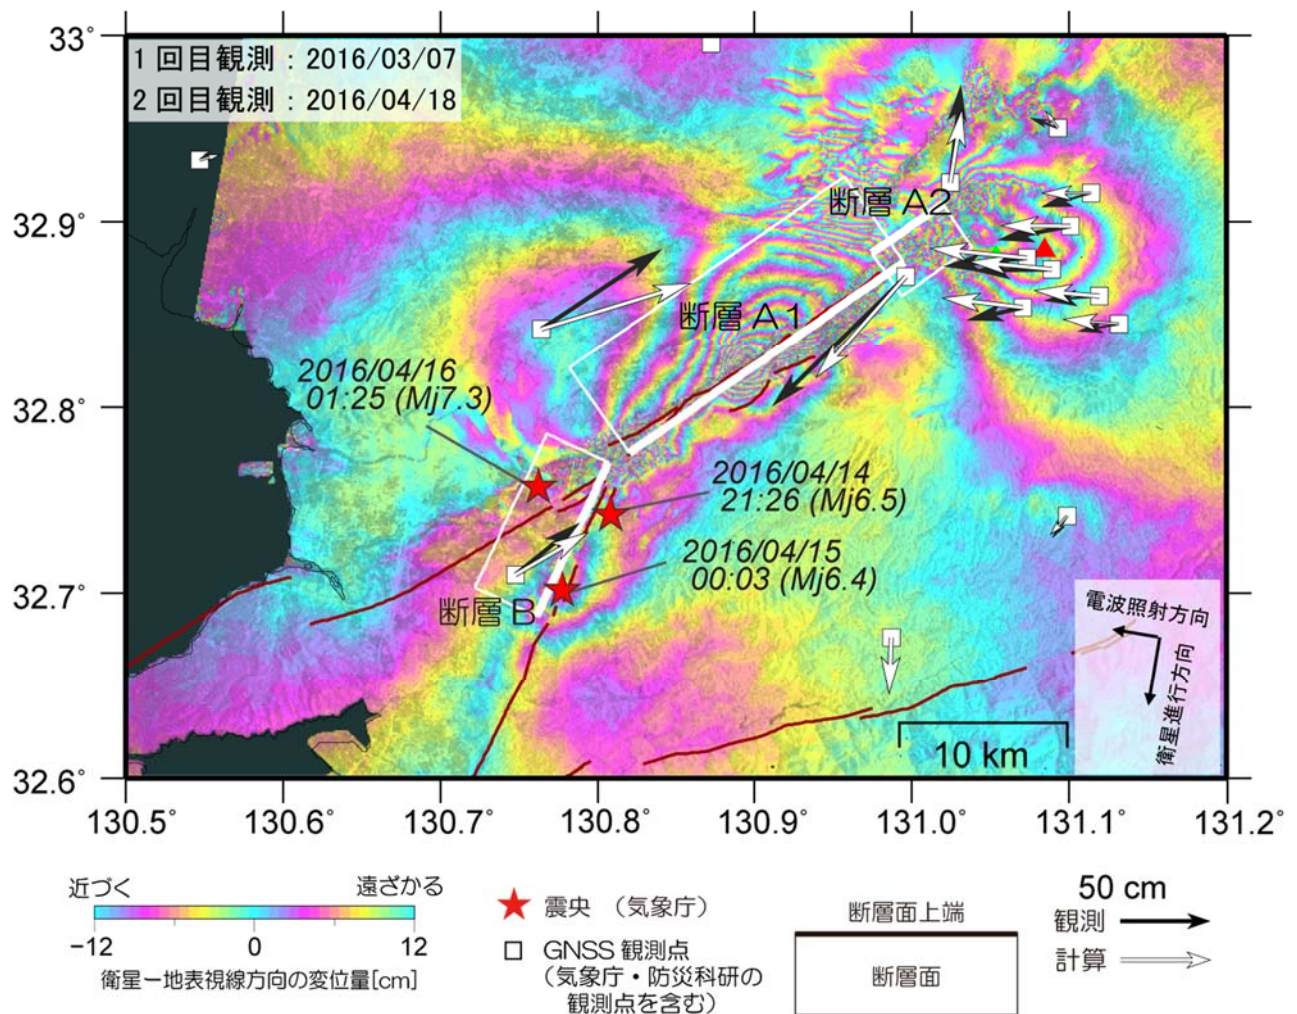 1 回目観測：2016/03/07
2 回目観測：2016/04/18
33°
32.9°
32.8°
32.7°
32.6°
断層 A2
断層 A1
2016/04/16
01:25 (Mj7.3)
2016/04/14
21:26 (Mj6.5)
2016/04/15
00:03 (Mj6.4)
断層 B
電波照射方向
衛星進行方向
10 km
130.5°
130.6°
130.7°
130.8°
130.9°
131.0°
131.1°
131.2°
近づく
遠ざかる
−12
0
12
衛星ー地表視線方向の変位量[cm]
震央 （気象庁）
GNSS 観測点
（気象庁・防災科研の
観測点を含む）
断層面上端
断層面
50 cm
観測
計算